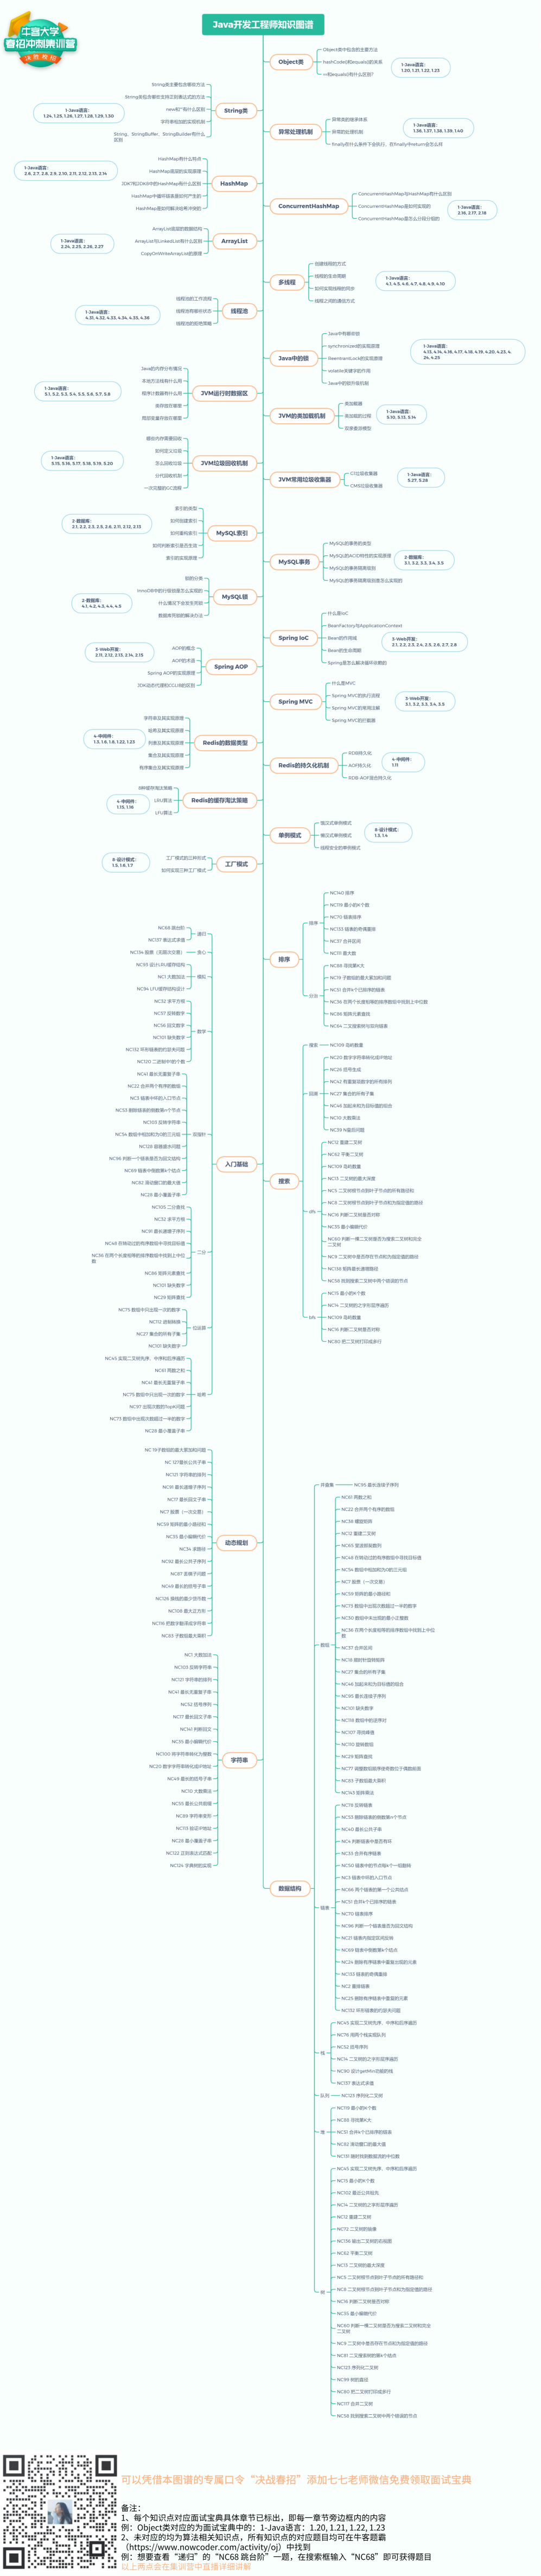 牛客大学
春招冲刺集训营
决胜校招
Java开发工程师知识图谱
Object类
Object类中包含的主要方法
hashCode()和equals()的关系
==和equals()有什么区别?
1-Java语言:
1.20, 1.21, 1.22, 1.23
String类
String类主要包含哪些方法
String类包含哪些支持正则表达式的方法
new和""有什么区别
字符串相加的实现机制
String、StringBuffer、StringBuilder有什么
区别
1-Java语言:
1.24, 1.25, 1.26, 1.27, 1.28, 1.29, 1.30
异常处理机制
异常类的继承体系
异常的处理机制
finally在什么条件下会执行，在finally中return会怎么样
1-Java语言:
1.36, 1.37, 1.38, 1.39, 1.40
HashMap
HashMap有什么特点
HashMap底层的实现原理
JDK7和JDK8中的HashMap有什么区别
HashMap中循环链表是如何产生的
HashMap是如何解决哈希冲突的
1-Java语言:
2.6, 2.7, 2.8, 2.9, 2.10, 2.11, 2.12, 2.13, 2.14
ConcurrentHashMap
ConcurrentHashMap与HashMap有什么区别
ConcurrentHashMap是如何实现的
ConcurrentHashMap是怎么分段分组的
1-Java语言:
2.16, 2.17, 2.18
ArrayList
ArrayList底层的数据结构
ArrayList与LinkedList有什么区别
CopyOnWriteArrayList的原理
1-Java语言:
2.24, 2.25, 2.26, 2.27
多线程
创建线程的方式
线程的生命周期
如何实现线程的同步
线程之间的通信方式
1-Java语言:
4.1, 4.5, 4.6, 4.7, 4.8, 4.9, 4.10
线程池
线程池的工作流程
线程池有哪些状态
线程池的拒绝策略
1-Java语言:
4.31, 4.32, 4.33, 4.34, 4.35, 4.36
Java中的锁
Java中有哪些锁
synchronized的实现原理
ReentrantLock的实现原理
volatile关键字的作用
Java中的锁升级机制
1-Java语言:
4.13, 4.14, 4.16, 4.17, 4.18, 4.19, 4.20, 4.23, 4.
24, 4.25
JVM运行时数据区
Java的内存分布情况
本地方法栈有什么用
程序计数器有什么用
类存放在哪里
局部变量存放在哪里
1-Java语言:
5.1, 5.2, 5.3, 5.4, 5.5, 5.6, 5.7, 5.8
JVM的类加载机制
类加载器
类加载的过程
双亲委派模型
1-Java语言:
5.10, 5.13, 5.14
JVM垃圾回收机制
哪些内存需要回收
如何定义垃圾
怎么回收垃圾
分代回收机制
一次完整的GC流程
1-Java语言:
5.15, 5.16, 5.17, 5.18, 5.19, 5.20
JVM常用垃圾收集器
G1垃圾收集器
CMS垃圾收集器
1-Java语言:
5.27, 5.28
MySQL索引
索引的类型
如何创建索引
如何重构索引
如何判断索引是否生效
索引的实现原理
2-数据库:
2.1, 2.2, 2.3, 2.5, 2.6, 2.11, 2.12, 2.13
MySQL事务
MySQL的事务的类型
MySQL的ACID特性的实现原理
MySQL的事务隔离级别
MySQL的事务隔离级别是怎么实现的
2-数据库:
3.1, 3.2, 3.3, 3.4, 3.5
MySQL锁
锁的分类
InnoDB中的行级锁是怎么实现的
什么情况下会发生死锁
数据库死锁的解决办法
2-数据库:
4.1, 4.2, 4.3, 4.4, 4.5
Spring IoC
什么是IoC
BeanFactory与ApplicationContext
Bean的作用域
Bean的生命周期
Spring是怎么解决循环依赖的
3-Web开发:
2.1, 2.2, 2.3, 2.4, 2.5, 2.6, 2.7, 2.8
Spring AOP
AOP的概念
AOP的术语
Spring AOP的实现原理
JDK动态代理和CGLIB的区别
3-Web开发:
2.11, 2.12, 2.13, 2.14, 2.15
Spring MVC
什么是MVC
Spring MVC的执行流程
Spring MVC的常用注解
Spring MVC的拦截器
3-Web开发:
3.1, 3.2, 3.3, 3.4, 3.5
Redis的数据类型
字符串及其实现原理
哈希及其实现原理
列表及其实现原理
集合及其实现原理
有序集合及其实现原理
4-中间件:
1.3, 1.6, 1.8, 1.22, 1.23
Redis的持久化机制
RDB持久化
AOF持久化
RDB-AOF混合持久化
4-中间件:
1.11
Redis的缓存淘汰策略
8种缓存淘汰策略
LRU算法
LFU算法
4-中间件:
1.15, 1.16
单例模式
饿汉式单例模式
懒汉式单例模式
线程安全的单例模式
6-设计模式:
1.3, 1.4
工厂模式
工厂模式的三种形式
如何实现三种工厂模式
6-设计模式:
1.5, 1.6, 1.7
排序
排序
NC140 排序
NC119 最小的K个数
NC70 链表排序
NC133 链表的奇偶重排
NC37 合并区间
NC111 最大数
分治
NC88 寻找第K大
NC19 子数组的最大累加和问题
NC51 合并k个已排序的链表
NC36 在两个长度相等的排序数组中找到上中位数
NC86 矩阵元素查找
NC64 二叉搜索树与双向链表
入门基础
递归
NC68 跳台阶
NC137 表达式求值
贪心
NC134 股票（无限次交易）
模拟
NC93 设计LRU缓存结构
NC1 大数加法
NC94 LFU缓存结构设计
数学
NC32 求平方根
NC57 反转数字
NC56 回文数字
NC101 缺失数字
NC132 环形链表的约瑟夫问题
NC120 二进制中1的个数
双指针
NC41 最长无重复子串
NC22 合并两个有序的数组
NC3 链表中环的入口节点
NC53 删除链表的倒数第n个节点
NC103 反转字符串
NC54 数组中相加和为0的三元组
NC128 容器盛水问题
NC96 判断一个链表是否为回文结构
NC69 链表中倒数第k个结点
NC82 滑动窗口的最大值
NC28 最小覆盖子串
二分
NC105 二分查找
NC32 求平方根
NC91 最长递增子序列
NC48 在转动过的有序数组中寻找目标值
NC36 在两个长度相等的排序数组中找到上中位
数
NC86 矩阵元素查找
NC101 缺失数字
NC29 矩阵查找
位运算
NC75 数组中只出现一次的数字
NC112 进制转换
NC27 集合的所有子集
NC101 缺失数字
哈希
NC45 实现二叉树先序，中序和后序遍历
NC61 两数之和
NC41 最长无重复子串
NC75 数组中只出现一次的数字
NC97 出现次数的TopK问题
NC73 数组中出现次数超过一半的数字
NC28 最小覆盖子串
搜索
搜索
NC109 岛屿数量
回溯
NC20 数字字符串转化成IP地址
NC26 括号生成
NC42 有重复项数字的所有排列
NC27 集合的所有子集
NC46 加起来和为目标值的组合
NC10 大数乘法
NC39 N皇后问题
dfs
NC12 重建二叉树
NC62 平衡二叉树
NC109 岛屿数量
NC13 二叉树的最大深度
NC5 二叉树根节点到叶子节点的所有路径和
NC8 二叉树根节点到叶子节点和为指定值的路径
NC16 判断二叉树是否对称
NC35 最小编辑代价
NC60 判断一棵二叉树是否为搜索二叉树和完全
二叉树
NC9 二叉树中是否存在节点和为指定值的路径
NC138 矩阵最长递增路径
NC58 找到搜索二叉树中两个错误的节点
bfs
NC15 最小的K个数
NC14 二叉树的之字形层序遍历
NC109 岛屿数量
NC16 判断二叉树是否对称
NC80 把二叉树打印成多行
动态规划
NC 19子数组的最大累加和问题
NC 127最长公共子串
NC121 字符串的排列
NC91 最长递增子序列
NC17 最长回文子串
NC7 股票（一次交易）
NC59 矩阵的最小路径和
NC35 最小编辑代价
NC34 求路径
NC92 最长公共子序列
NC87 丢棋子问题
NC49 最长的括号子串
NC126 换钱的最少货币数
NC108 最大正方形
NC116 把数字翻译成字符串
NC83 子数组最大乘积
字符串
NC1 大数加法
NC103 反转字符串
NC121 字符串的排列
NC41 最长无重复子串
NC52 括号序列
NC17 最长回文子串
NC141 判断回文
NC35 最小编辑代价
NC100 将字符串转化为整数
NC20 数字字符串转化成IP地址
NC49 最长的括号子串
NC10 大数乘法
NC55 最长公共前缀
NC89 字符串变形
NC113 验证IP地址
NC28 最小覆盖子串
NC122 正则表达式匹配
NC124 字典树的实现
数据结构
并查集
NC95 最长连续子序列
数组
NC61 两数之和
NC22 合并两个有序的数组
NC38 螺旋矩阵
NC12 重建二叉树
NC65 斐波那契数列
NC48 在转动过的有序数组中寻找目标值
NC54 数组中相加和为0的三元组
NC7 股票（一次交易）
NC59 矩阵的最小路径和
NC73 数组中出现次数超过一半的数字
NC30 数组中未出现的最小正整数
NC36 在两个长度相等的排序数组中找到上中位
数
NC37 合并区间
NC18 顺时针旋转矩阵
NC27 集合的所有子集
NC46 加起来和为目标值的组合
NC95 最长连续子序列
NC101 缺失数字
NC118 数组中的逆序对
NC107 寻找峰值
NC110 旋转数组
NC29 矩阵查找
NC77 调整数组顺序使奇数位于偶数前面
NC83 子数组最大乘积
NC143 矩阵乘法
链表
NC78 反转链表
NC53 删除链表的倒数第n个节点
NC40 最长公共子串
NC4 判断链表中是否有环
NC33 合并有序链表
NC50 链表中的节点每k个一组翻转
NC3 链表中环的入口节点
NC66 两个链表的第一个公共结点
NC51 合并k个已排序的链表
NC70 链表排序
NC96 判断一个链表是否为回文结构
NC21 链表内指定区间反转
NC69 链表中倒数第k个结点
NC24 删除有序链表中重复出现的元素
NC133 链表的奇偶重排
NC2 重排链表
NC25 删除有序链表中重复的元素
NC132 环形链表的约瑟夫问题
栈
NC45 实现二叉树先序，中序和后序遍历
NC76 用两个栈实现队列
NC52 括号序列
NC14 二叉树的之字形层序遍历
NC90 设计getMin功能的栈
NC137 表达式求值
队列
NC123 序列化二叉树
堆
NC119 最小的K个数
NC88 寻找第K大
NC51 合并k个已排序的链表
NC82 滑动窗口的最大值
NC131 随时找到数据流的中位数
树
NC45 实现二叉树先序，中序和后序遍历
NC15 最小的K个数
NC102 最近公共祖先
NC14 二叉树的之字形层序遍历
NC12 重建二叉树
NC72 二叉树的镜像
NC136 输出二叉树的右视图
NC62 平衡二叉树
NC13 二叉树的最大深度
NC5 二叉树根节点到叶子节点的所有路径和
NC8 二叉树根节点到叶子节点和为指定值的路径
NC16 判断二叉树是否对称
NC35 最小编辑代价
NC60 判断一棵二叉树是否为搜索二叉树和完全
二叉树
NC9 二叉树中是否存在节点和为指定值的路径
NC81 二叉搜索树的第k个结点
NC123 序列化二叉树
NC99 树的直径
NC80 把二叉树打印成多行
NC117 合并二叉树
NC58 找到搜索二叉树中两个错误的节点
可以凭借本图谱的专属口令“决战春招”添加七七老师微信免费领取面试宝典
备注：
1、每个知识点对应面试宝典具体章节已标出，即每一章节旁边框内的内容
例：Object类对应的为面试宝典中的：1-Java语言：1.20, 1.21, 1.22, 1.23
2、未对应的均为算法相关知识点，所有知识点的对应题目均可在牛客题霸
（https://www.nowcoder.com/activity/oj）中找到
例：想要查看“递归”的“NC68 跳台阶”一题，在搜索框输入“NC68”即可获得题目
以上两点会在集训营中直播详细讲解